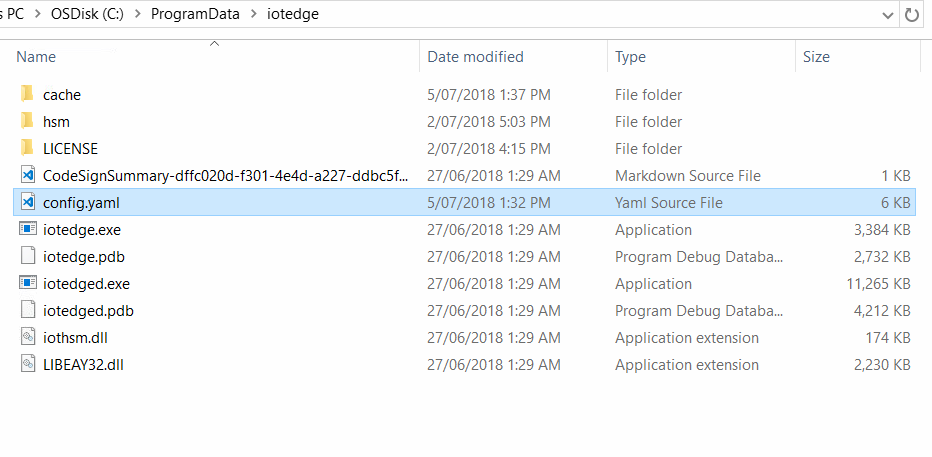 s PC > OSDisk (C:) > ProgramData > iotedge
Name Date modified Type Size
cache 5/07/2018 1:37 PM File folder
hsm 2/07/2018 5:03 PM File folder
LICENSE 2/07/2018 4:15 PM File folder
CodeSignSummary-dffc020d-f301-4e4d-a227-ddbc5f... 27/06/2018 1:29 AM Markdown Source File 1 KB
config.yaml 5/07/2018 1:32 PM Yaml Source File 6 KB
iotedge.exe 27/06/2018 1:29 AM Application 3,384 KB
iotedge.pdb 27/06/2018 1:29 AM Program Debug Databa... 2,732 KB
iotedged.exe 27/06/2018 1:29 AM Application 11,265 KB
iotedged.pdb 27/06/2018 1:29 AM Program Debug Databa... 4,212 KB
iothsm.dll 27/06/2018 1:29 AM Application extension 174 KB
LIBEAY32.dll 27/06/2018 1:29 AM Application extension 2,230 KB